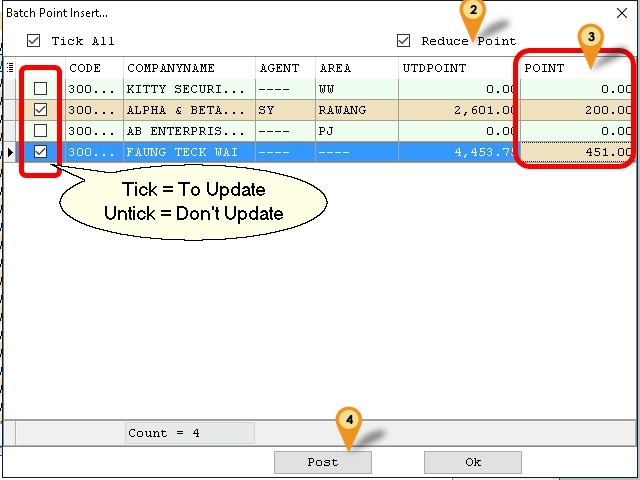 Batch Point Insert...
2
Tick All
Reduce Point
3
CODE COMPANYNAME AGENT AREA UTDPOINT POINT
300... KITTY SECURI... ---- WW 0.00 0.00
300... ALPHA & BETA... SY RAWANG 2,601.00 200.00
300... AB ENTERPRIS... ---- PJ 0.00 0.00
300... FAUNG TECK WAI ---- ---- 4,453.75 451.00
Tick = To Update
Untick = Don't Update
4
Count = 4
Post Ok